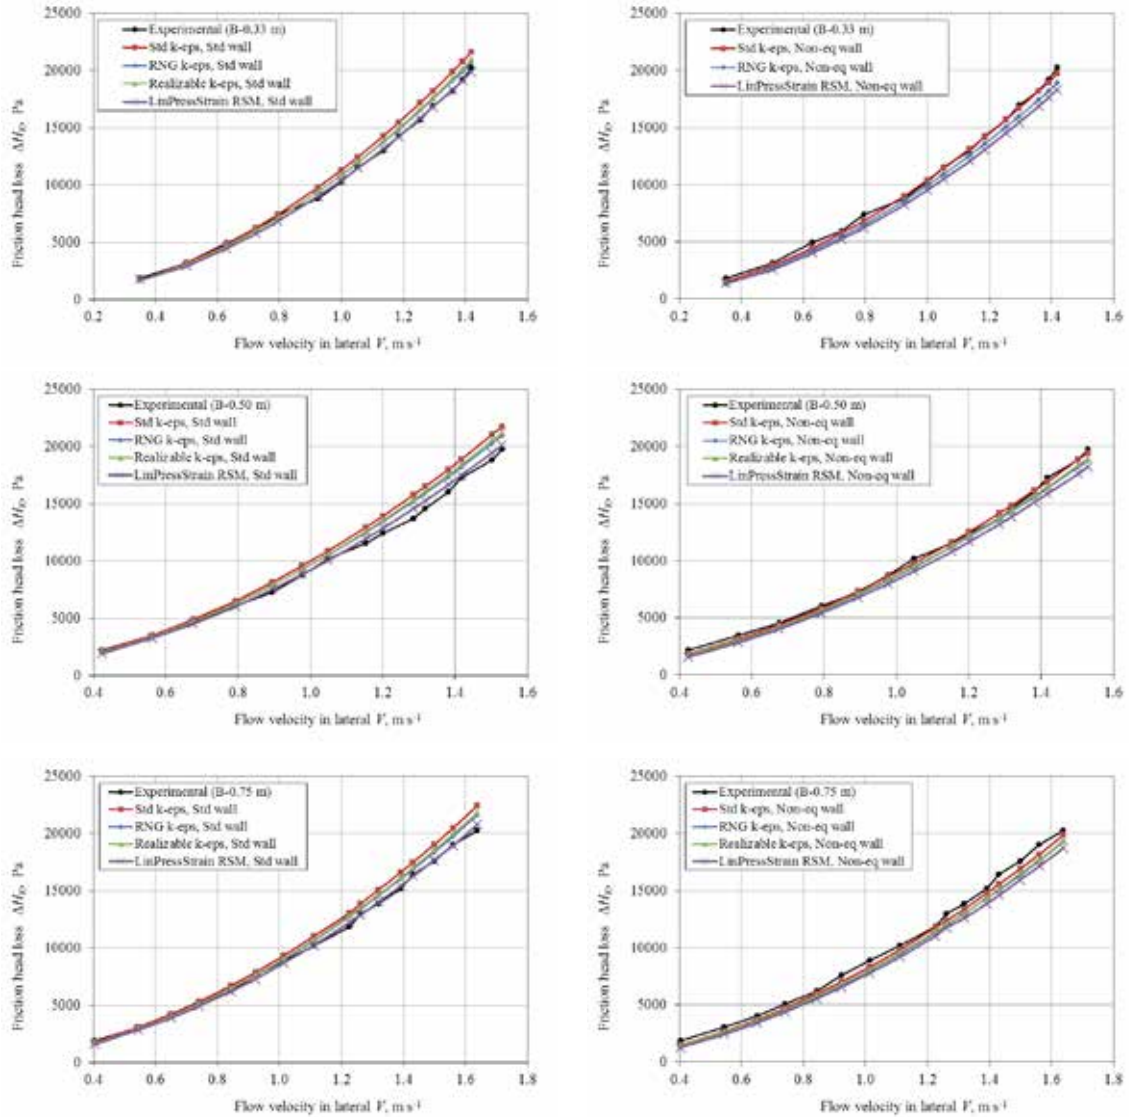 25000
20000
15000
10000
5000
0
Friction head loss ΔHE, Pa
Experimental (B-0.33 m)
Std k-eps, Std wall
RNG k-eps, Std wall
Realizable k-eps, Std wall
LinPressStrain RSM, Std wall
0.2 0.4 0.6 0.8 1.0 1.2 1.4 1.6
Flow velocity in lateral V, m s-1
25000
20000
15000
10000
5000
0
Friction head loss ΔHE, Pa
Experimental (B-0.33 m)
Std k-eps, Non-eq wall
RNG k-eps, Non-eq wall
LinPressStrain RSM, Non-eq wall
0.2 0.4 0.6 0.8 1.0 1.2 1.4 1.6
Flow velocity in lateral V, m s-1
25000
20000
15000
10000
5000
0
Friction head loss ΔHE, Pa
Experimental (B-0.50 m)
Std k-eps, Std wall
RNG k-eps, Std wall
Realizable k-eps, Std wall
LinPressStrain RSM, Std wall
0.4 0.6 0.8 1.0 1.2 1.4 1.6
Flow velocity in lateral V, m s-1
25000
20000
15000
10000
5000
0
Friction head loss ΔHE, Pa
Experimental (B-0.50 m)
Std k-eps, Non-eq wall
RNG k-eps, Non-eq wall
Realizable k-eps, Non-eq wall
LinPressStrain RSM, Non-eq wall
0.4 0.6 0.8 1.0 1.2 1.4 1.6
Flow velocity in lateral V, m s-1
25000
20000
15000
10000
5000
0
Friction head loss ΔHE, Pa
Experimental (B-0.75 m)
Std k-eps, Std wall
RNG k-eps, Std wall
Realizable k-eps, Std wall
LinPressStrain RSM, Std wall
0.4 0.6 0.8 1.0 1.2 1.4 1.6 1.8
Flow velocity in lateral V, m s-1
25000
20000
15000
10000
5000
0
Friction head loss ΔHE, Pa
Experimental (B-0.75 m)
Std k-eps, Non-eq wall
RNG k-eps, Non-eq wall
Realizable k-eps, Non-eq wall
LinPressStrain RSM, Non-eq wall
0.4 0.6 0.8 1.0 1.2 1.4 1.6 1.8
Flow velocity in lateral V, m s-1